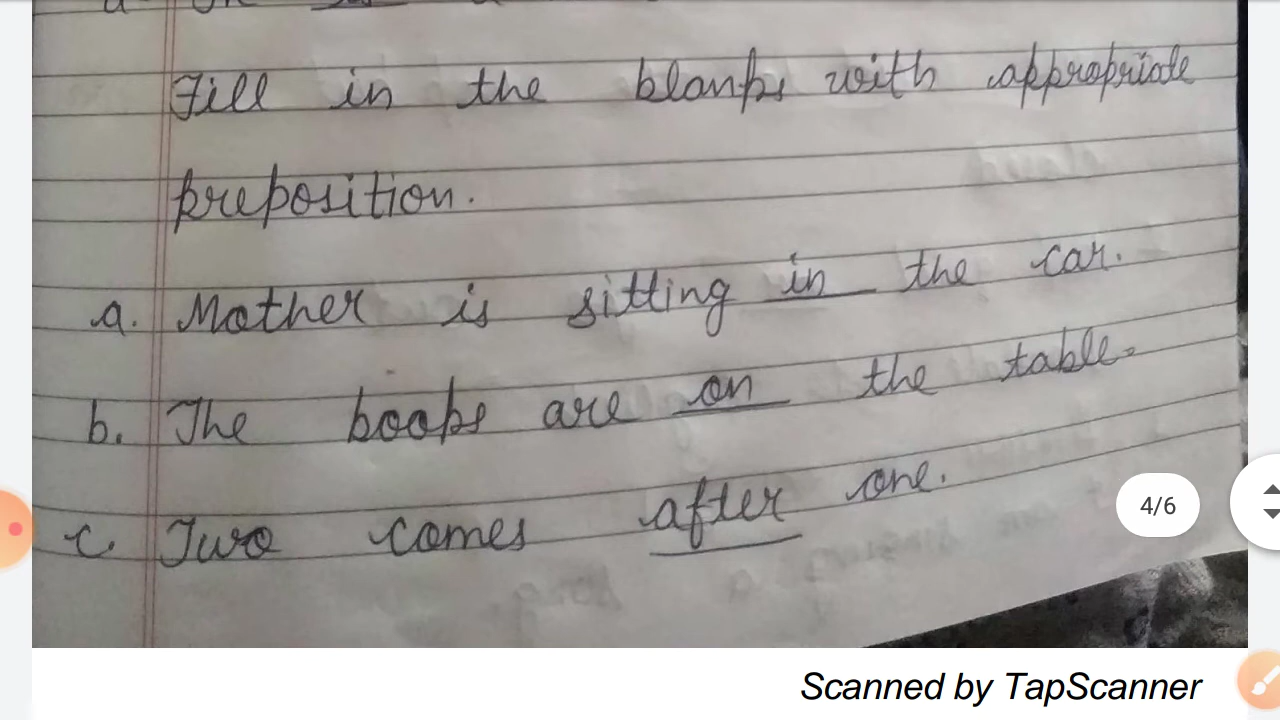 Fill in the blanks with appropriate
preposition.
a. Mother is sitting in the car.
b. The books are on the table.
c. Two comes after one.
4/6
Scanned by TapScanner